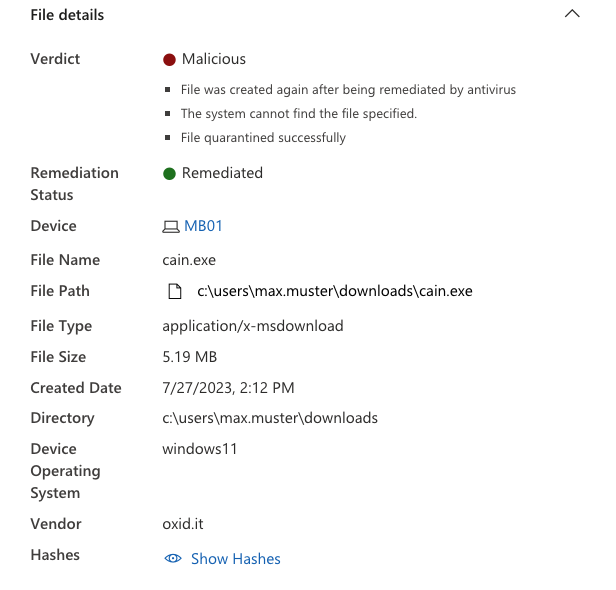 File details
Verdict
Malicious
File was created again after being remediated by antivirus
The system cannot find the file specified.
File quarantined successfully
Remediation
Status
Remediated
Device
MB01
File Name
cain.exe
File Path
c:\users\max.muster\downloads\cain.exe
File Type
application/x-msdownload
File Size
5.19 MB
Created Date
7/27/2023, 2:12 PM
Directory
c:\users\max.muster\downloads
Device
Operating
System
windows11
Vendor
oxid.it
Hashes
Show Hashes